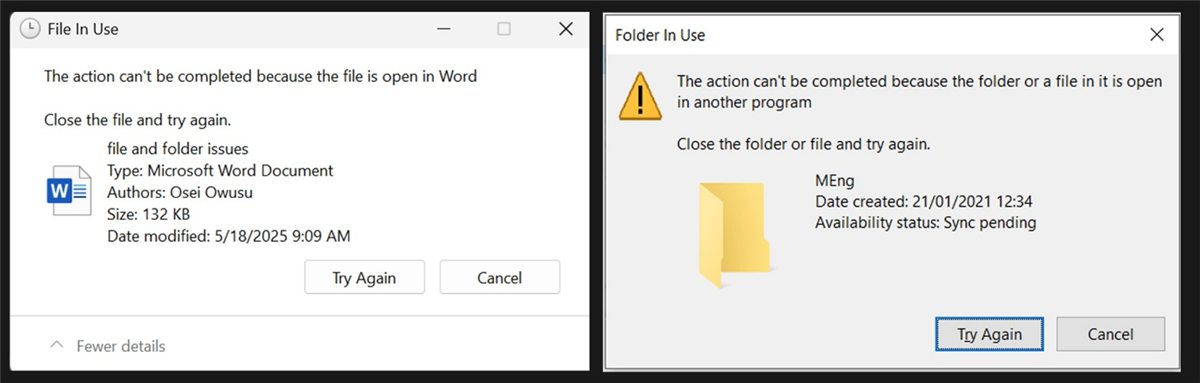 File In Use
The action can't be completed because the file is open in Word
Close the file and try again.
file and folder issues
Type: Microsoft Word Document
Authors: Osei Owusu
Size: 132 KB
Date modified: 5/18/2025 9:09 AM
W
Try Again
Cancel
Fewer details
Folder In Use
The action can't be completed because the folder or a file in it is open
in another program
Close the folder or file and try again.
MEng
Date created: 21/01/2021 12:34
Availability status: Sync pending
Try Again
Cancel